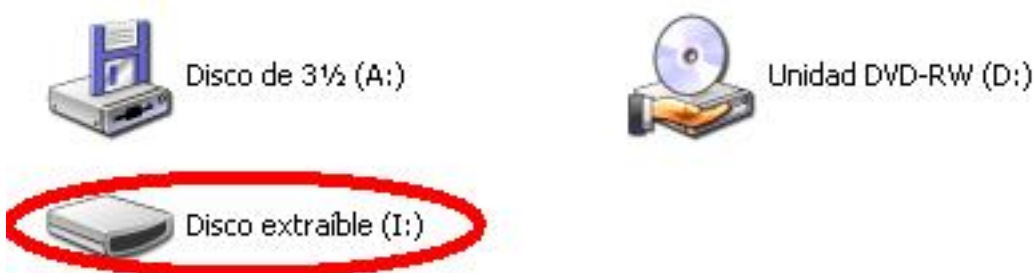 Disco de 3½ (A:)
Unidad DVD-RW (D:)
Disco extraíble (I:)